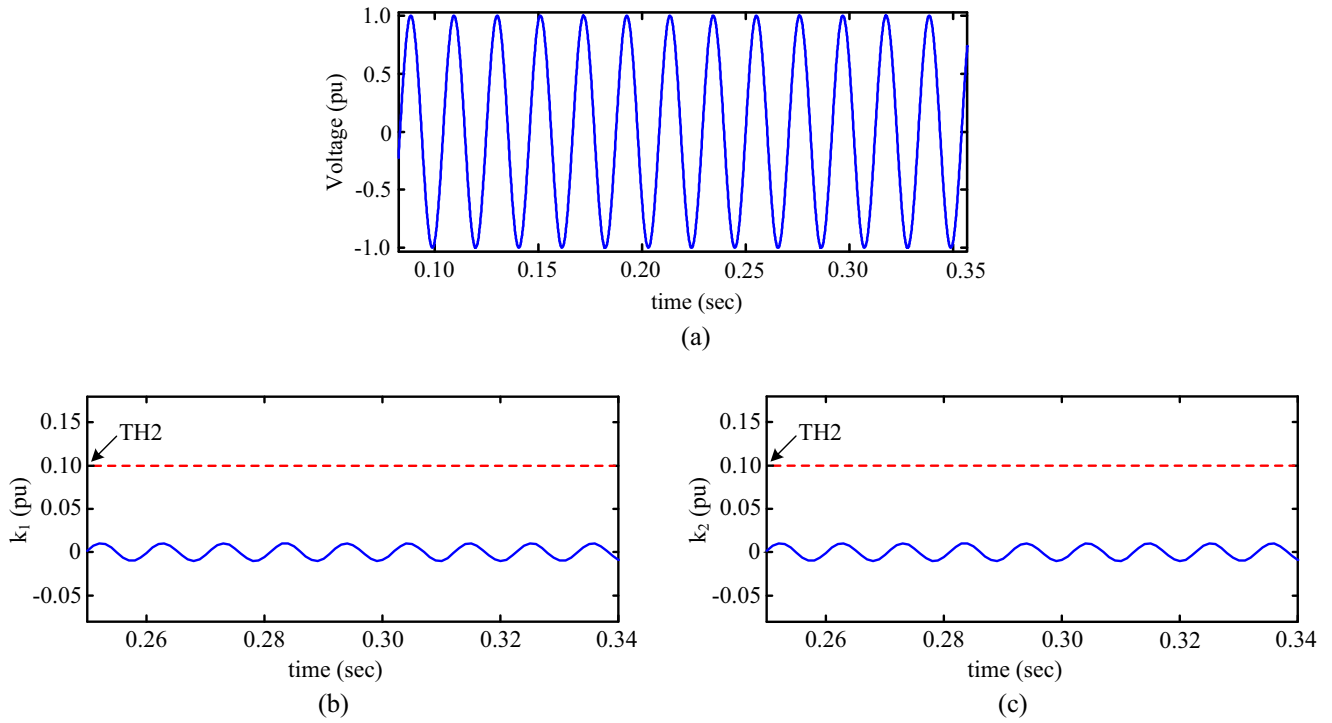 1.0
0.5
0
-0.5
-1.0
Voltage (pu)
0.10 0.15 0.20 0.25 0.30 0.35
time (sec)
(a)
0.15
0.10
0.05
0
-0.05
k₁ (pu)
TH2
0.26 0.28 0.30 0.32 0.34
time (sec)
(b)
0.15
0.10
0.05
0
-0.05
k₂ (pu)
TH2
0.26 0.28 0.30 0.32 0.34
time (sec)
(c)